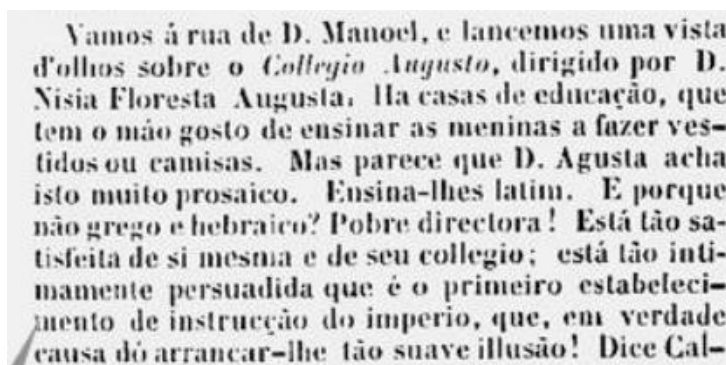 Vamos á rua de D. Manoel, e lancemos uma vista
d'olhos sobre o Collegio Augusto, dirigido por D.
Nisia Floresta Augusta. Ha casas de educação, que
tem o máo gosto de ensinar as meninas a fazer ves-
tidos ou camisas. Mas parece que D. Agusta acha
isto muito prosaico. Ensina-lhes latim. E porque
não grego e hebraico? Pobre directora! Está tão sa-
tisfeita de si mesma e de seu collegio; está tão inti-
mamente persuadida que é o primeiro estabeleci-
mento de instrucção do imperio, que, em verdade
causa dó arrancar-lhe tão suave illusão! Dice Cal-